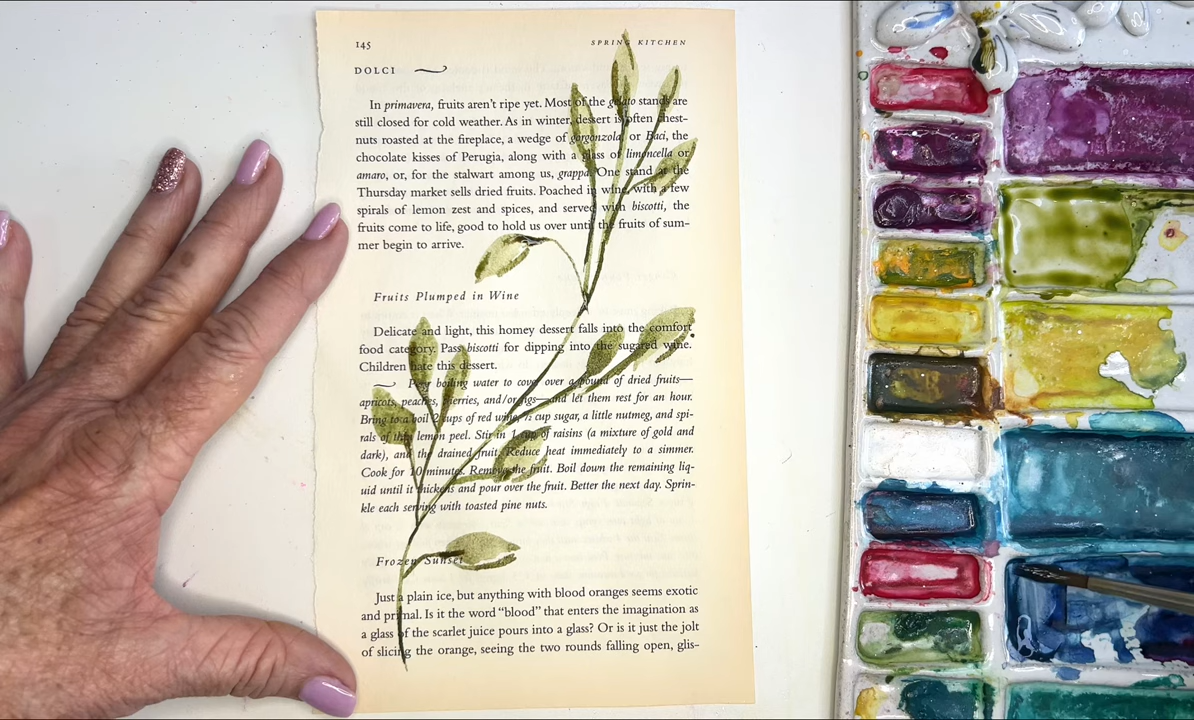 145
SPRING KITCHEN
DOLCI
In primavera, fruits aren't ripe yet. Most of the gelato stands are
still closed for cold weather. As in winter, dessert is often chest-
nuts roasted at the fireplace, a wedge of gorgonzola, or Baci, the
chocolate kisses of Perugia, along with a glass of limoncello or
amaro, or, for the stalwart among us, grappa. One stand at the
Thursday market sells dried fruits. Poached in wine, with a few
spirals of lemon zest and spices, and served with biscotti, the
fruits come to life, good to hold us over until the fruits of sum-
mer begin to arrive.
Fruits Plumped in Wine
Delicate and light, this homey dessert falls into the comfort
food category. Pass biscotti for dipping into the sugared wine.
Children hate this dessert.
Pour boiling water to cover over a pound of dried fruits—
apricots, peaches, cherries, and/or figs—and let them rest for an hour.
Bring to a boil 2 cups of red wine, ½ cup sugar, a little nutmeg, and spi-
rals of thin lemon peel. Stir in 1 cup of raisins (a mixture of gold and
dark), and the drained fruit. Reduce heat immediately to a simmer.
Cook for 10 minutes. Remove the fruit. Boil down the remaining liq-
uid until it thickens and pour over the fruit. Better the next day. Sprin-
kle each serving with toasted pine nuts.
Frozen Sunset
Just a plain ice, but anything with blood oranges seems exotic
and primal. Is it the word "blood" that enters the imagination as
a glass of the scarlet juice pours into a glass? Or is it just the jolt
of slicing the orange, seeing the two rounds falling open, glis-